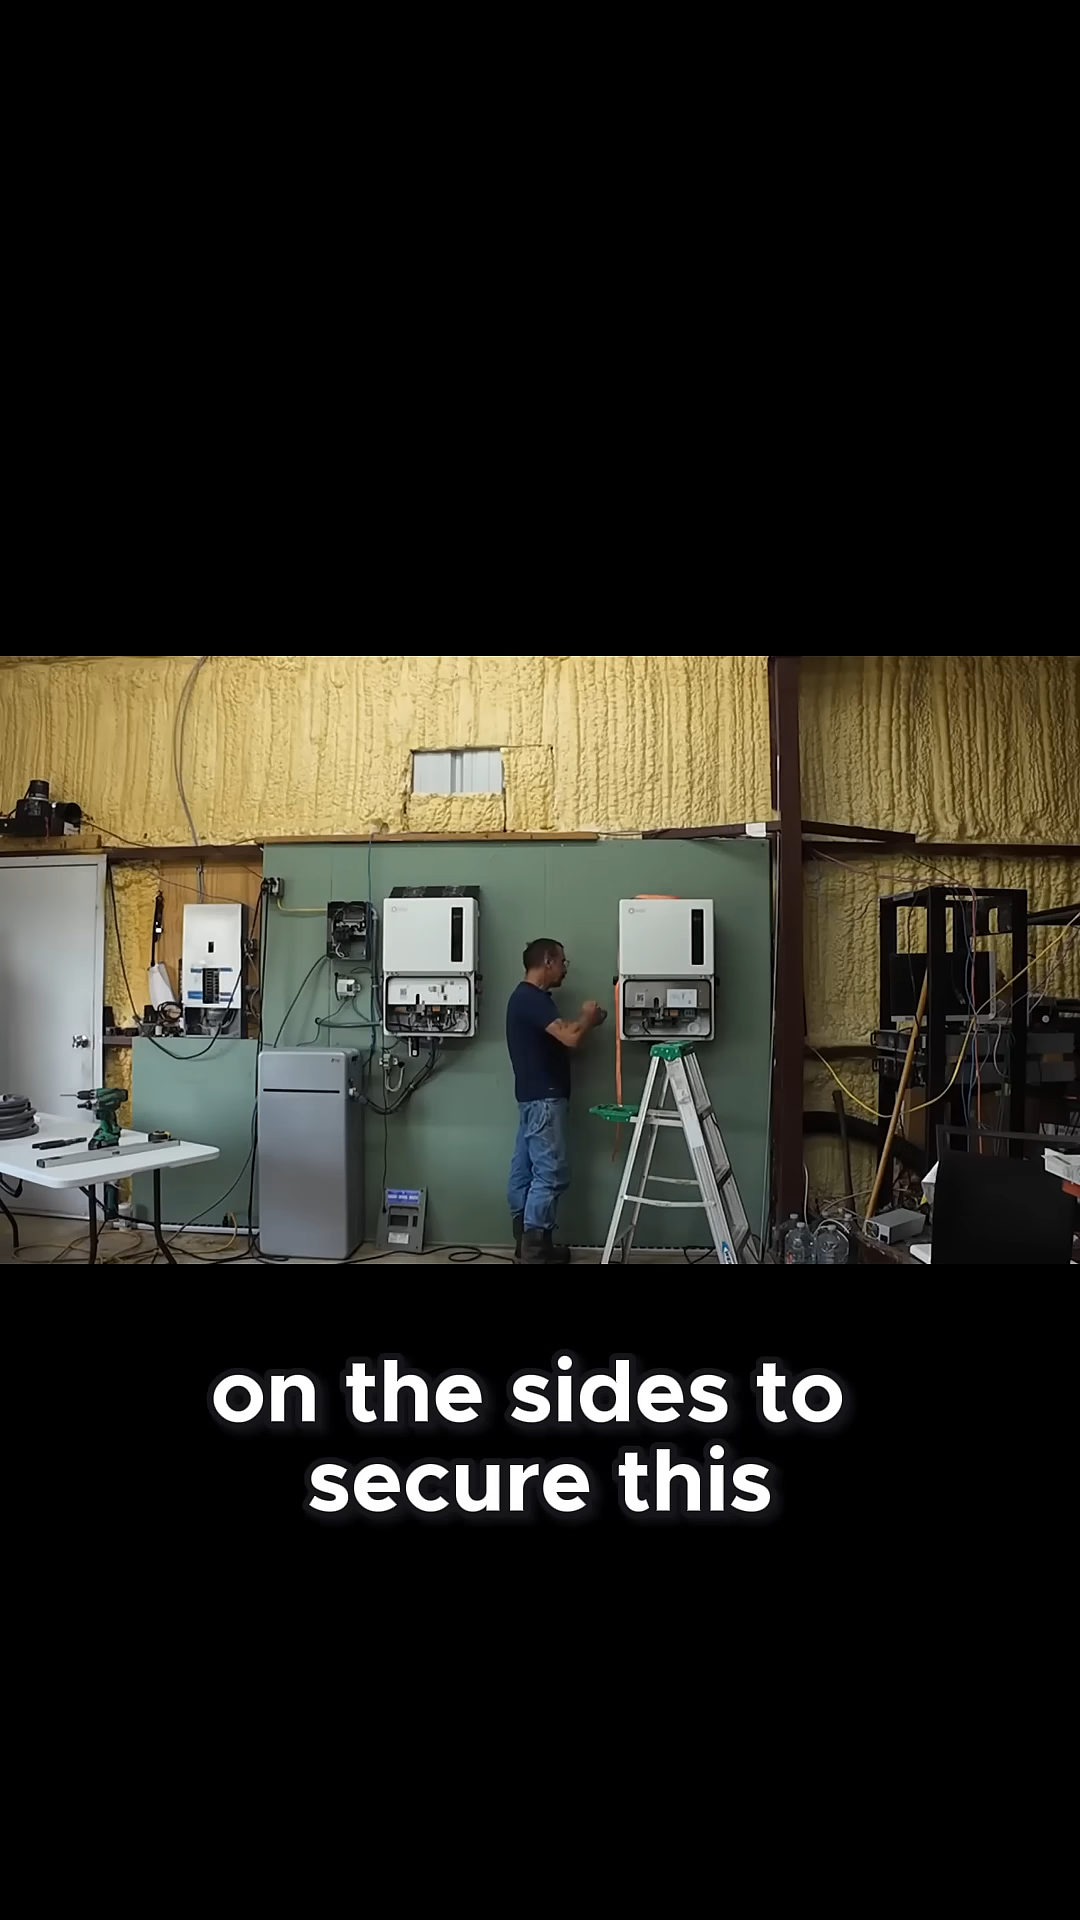 on the sides to
secure this